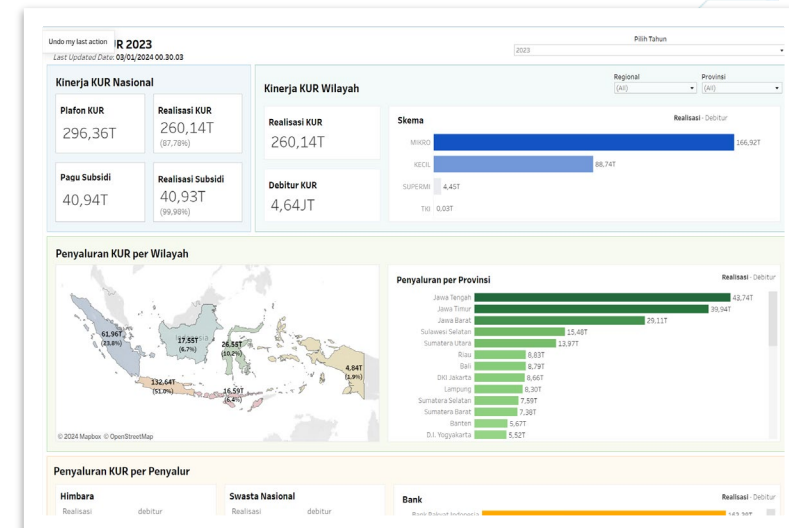 Undo my last action
R 2023
Last Updated Date: 03/01/2024 00.30.03
Pilih Tahun
2023
Kinerja KUR Nasional
Plafon KUR
296,36T
Realisasi KUR
260,14T
(87,78%)
Pagu Subsidi
40,94T
Realisasi Subsidi
40,93T
(99,98%)
Kinerja KUR Wilayah
Regional
(All)
Provinsi
(All)
Realisasi KUR
260,14T
Debitur KUR
4,64JT
Skema
Realisasi - Debitur
MIKRO 166,92T
KECIL 88,74T
SUPERMI 4,45T
TKI 0,03T
Penyaluran KUR per Wilayah
61,96T
(23,8%)
17,55T
(6.7%)
26,55T
(10.2%)
4,84T
(1.9%)
132,64T
(51.0%)
16,59T
(6.4%)
© 2024 Mapbox © OpenStreetMap
Penyaluran per Provinsi
Realisasi - Debitur
Jawa Tengah 43,74T
Jawa Timur 39,94T
Jawa Barat 29,11T
Sulawesi Selatan 15,48T
Sumatera Utara 13,97T
Riau 8,83T
Bali 8,79T
DKI Jakarta 8,66T
Lampung 8,30T
Sumatera Selatan 7,59T
Sumatera Barat 7,38T
Banten 5,67T
D.I. Yogyakarta 5,52T
Penyaluran KUR per Penyalur
Himbara
Realisasi debitur
Swasta Nasional
Realisasi debitur
Bank
Realisasi - Debitur
Bank Rakyat Indonesia